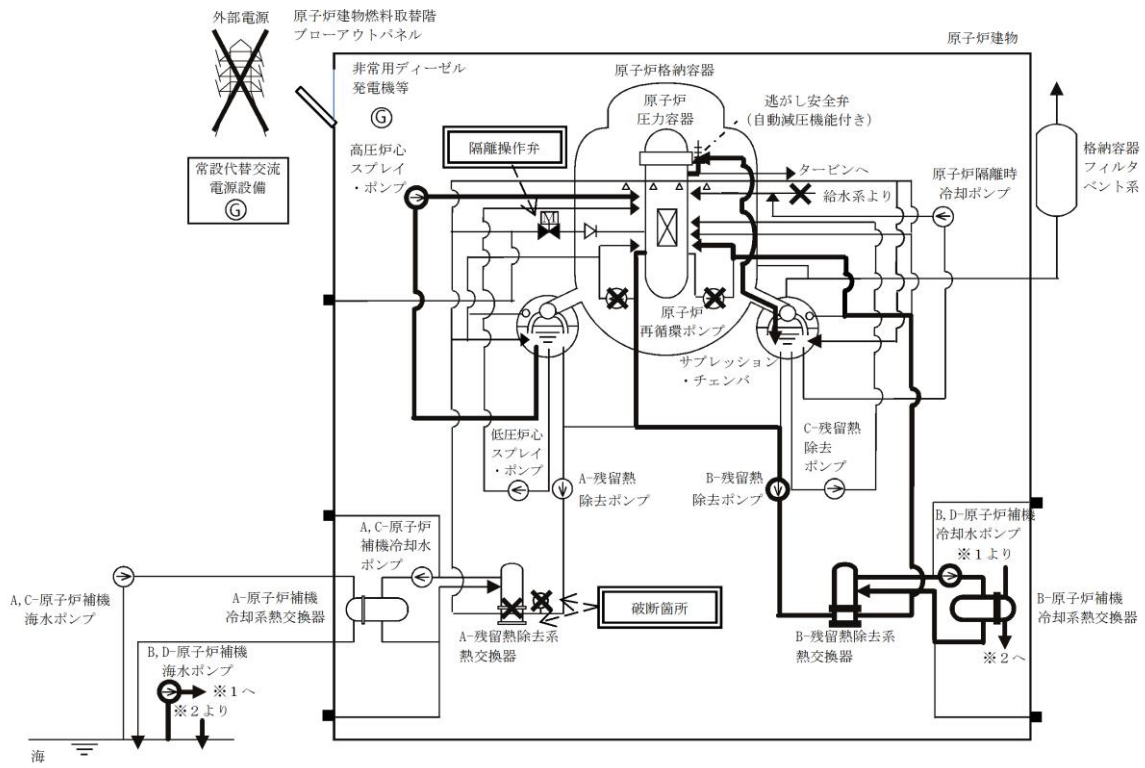 外部電源
原子炉建物燃料取替階
ブローアウトパネル
原子炉建物
非常用ディーゼル
発電機等
G
原子炉格納容器
原子炉
圧力容器
逃がし安全弁
(自動減圧機能付き)
隔離操作弁
常設代替交流
電源設備
G
高圧炉心
スプレイ
・ポンプ
M
タービンへ
給水系より
原子炉隔離時
冷却ポンプ
格納容器
フィルタ
ベント系
原子炉
再循環ポンプ
サプレッション
・チェンバ
低圧炉心
スプレイ
・ポンプ
A-残留熱
除去ポンプ
B-残留熱
除去ポンプ
C-残留熱
除去
ポンプ
A,C-原子炉
補機冷却水
ポンプ
B,D-原子炉補機
冷却水ポンプ
※1より
A,C-原子炉補機
海水ポンプ
A-原子炉補機
冷却系熱交換器
破断箇所
B-原子炉補機
冷却系熱交換器
A-残留熱除去系
熱交換器
B-残留熱除去系
熱交換器
※2へ
B,D-原子炉補機
海水ポンプ
※1へ
※2より
海